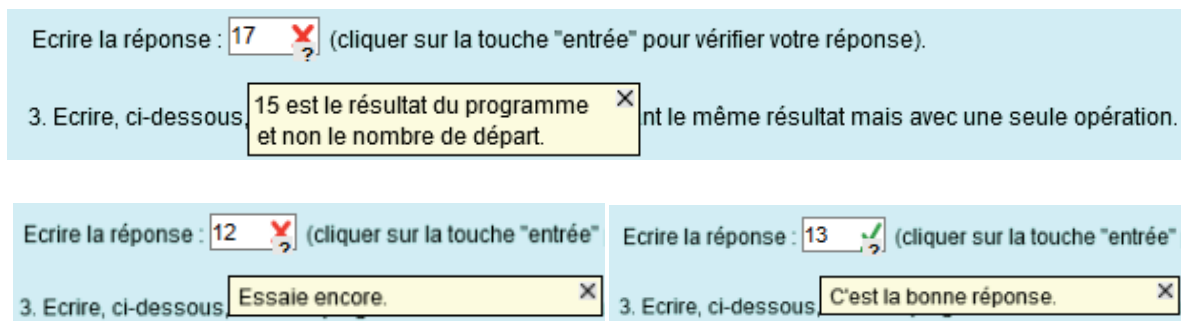 Ecrire la réponse : 17 ? (cliquer sur la touche "entrée" pour vérifier votre réponse).
15 est le résultat du programme
3. Ecrire, ci-dessous, nt le même résultat mais avec une seule opération.
et non le nombre de départ.
Ecrire la réponse : 12 ? (cliquer sur la touche "entrée"
3. Ecrire, ci-dessous, Essaie encore.
Ecrire la réponse : 13 ? (cliquer sur la touche "entrée"
3. Ecrire, ci-dessous, C'est la bonne réponse.